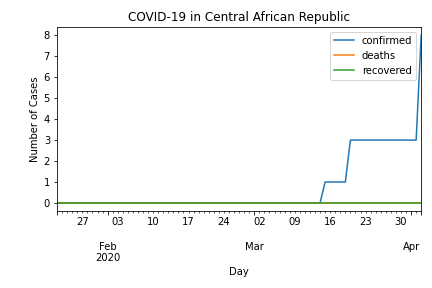 COVID-19 in Central African Republic
confirmed
deaths
recovered
Number of Cases
8
7
6
5
4
3
2
1
0
27 03 10 17 24 02 09 16 23 30
Feb Mar Apr
2020
Day